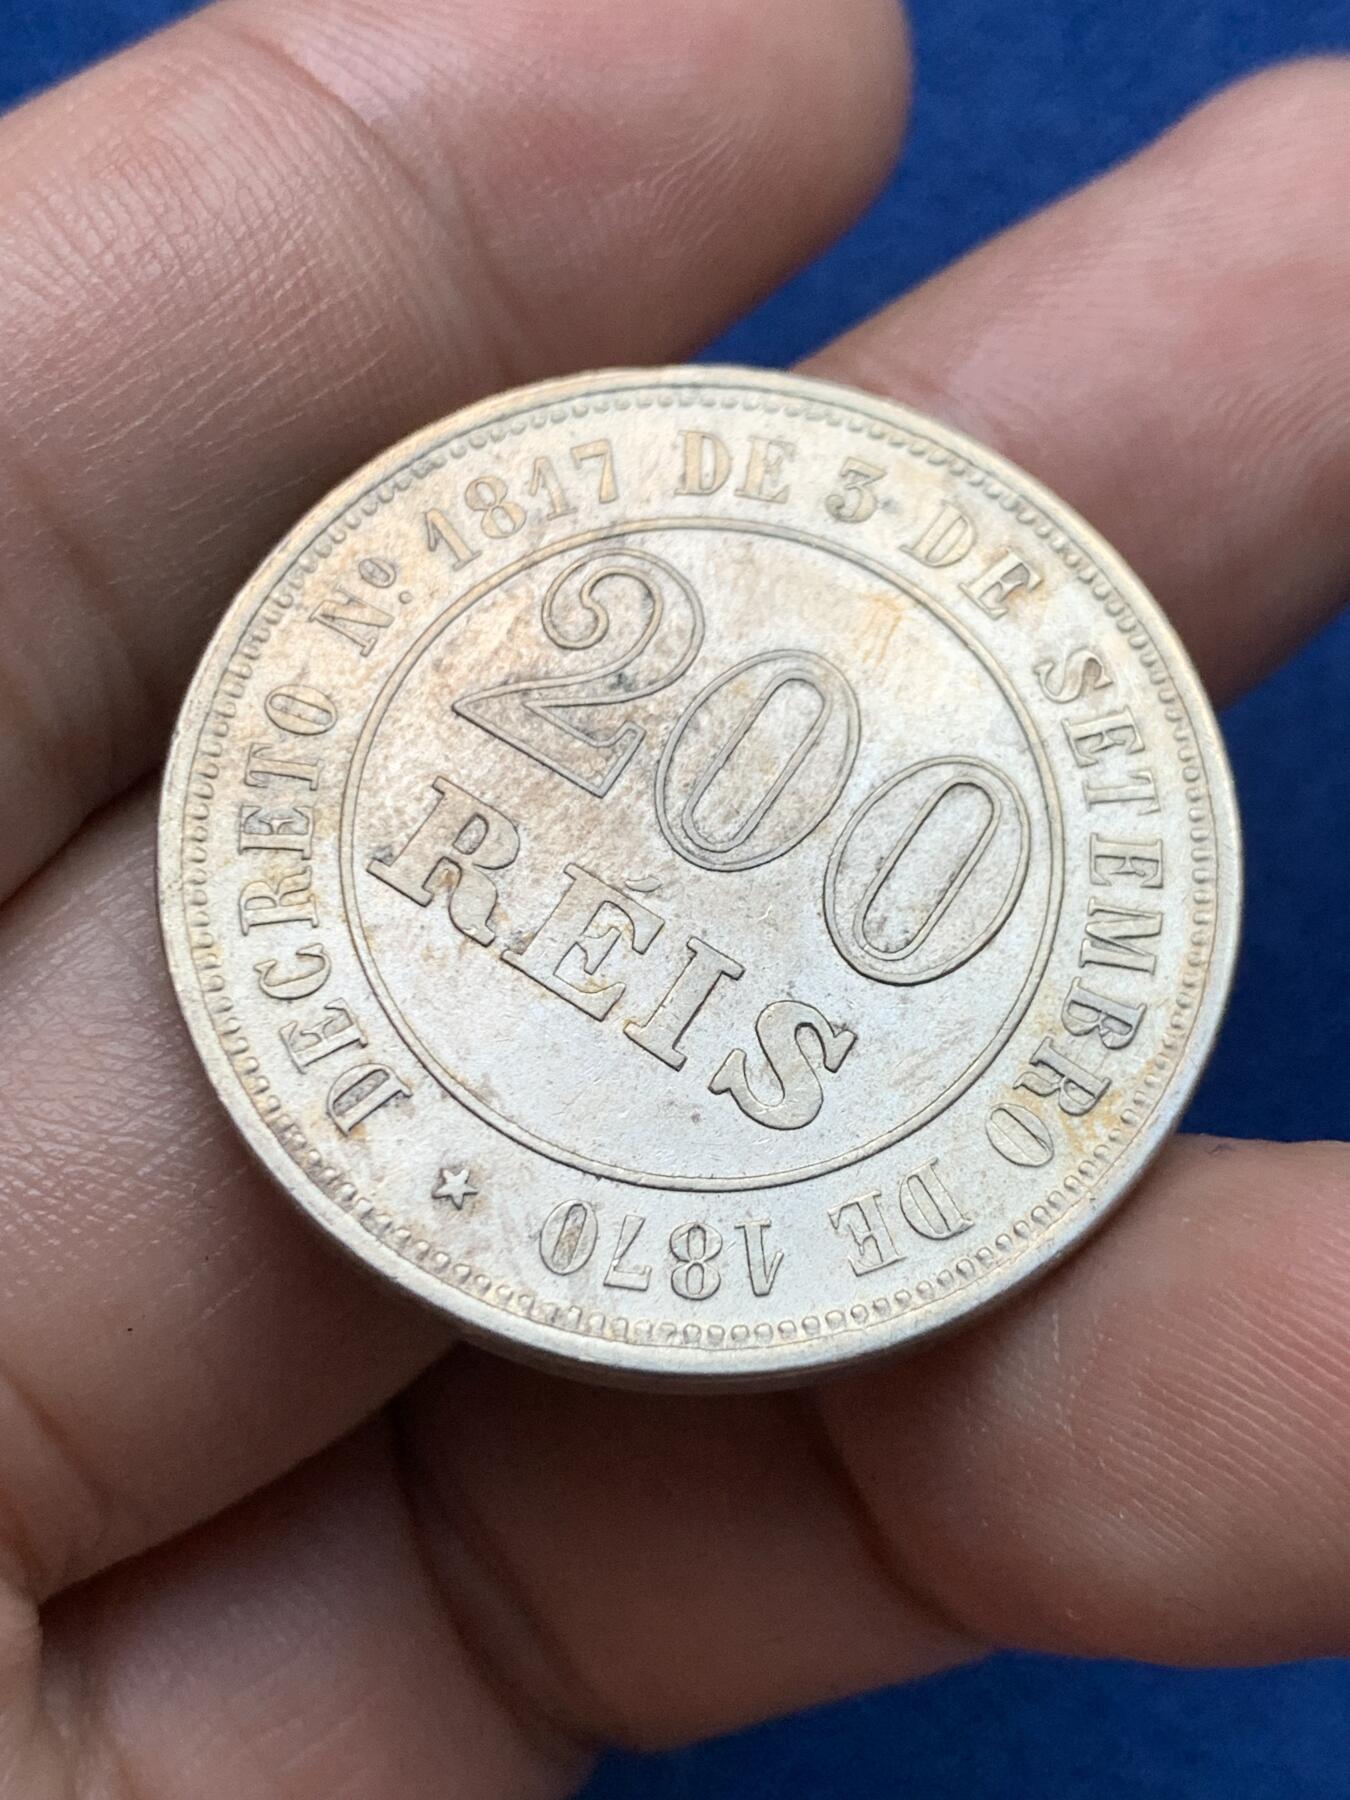 DECRETO Nº. 1817 DE 3 DE SETEMBRO DE 1870
200
RÉIS